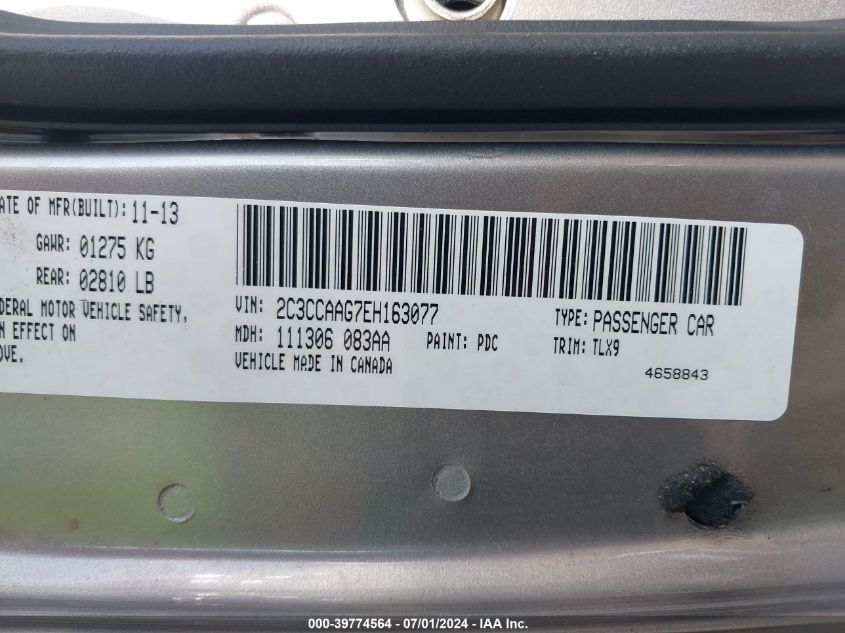 ATE OF MFR(BUILT): 11-13
GAWR: 01275 KG
REAR: 02810 LB
DERAL MOTOR VEHICLE SAFETY,
N EFFECT ON
OVE.
VIN: 2C3CCAAG7EH163077
TYPE: PASSENGER CAR
MDH: 111306 083AA
PAINT: PDC
TRIM: TLX9
VEHICLE MADE IN CANADA
4658843
000-39774564 - 07/01/2024 - IAA Inc.